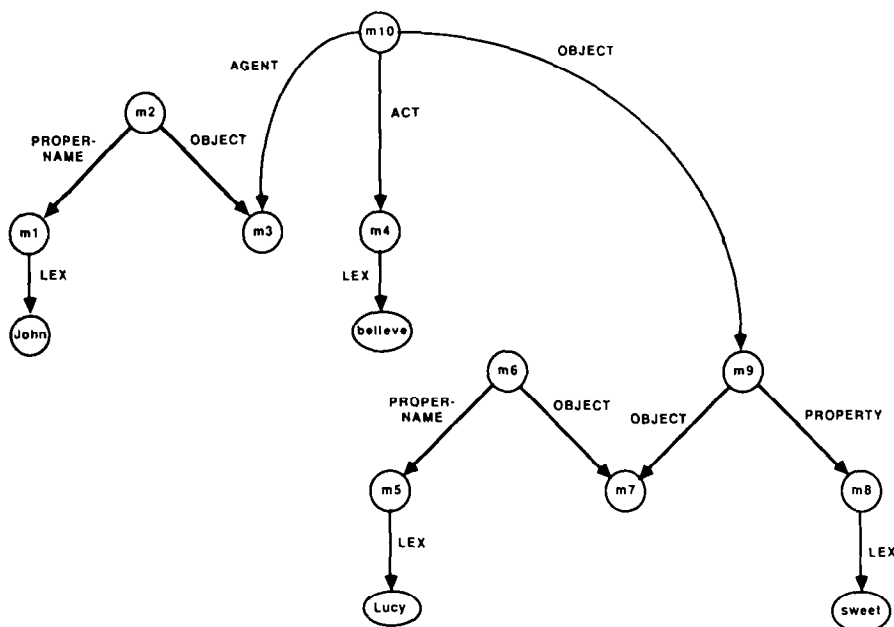 m10
AGENT
OBJECT
ACT
m2
PROPER-
NAME
OBJECT
m1
m3
m4
LEX
LEX
John
believe
m6
m9
PROPER-
NAME
OBJECT
OBJECT
PROPERTY
m5
m7
m8
LEX
LEX
Lucy
sweet